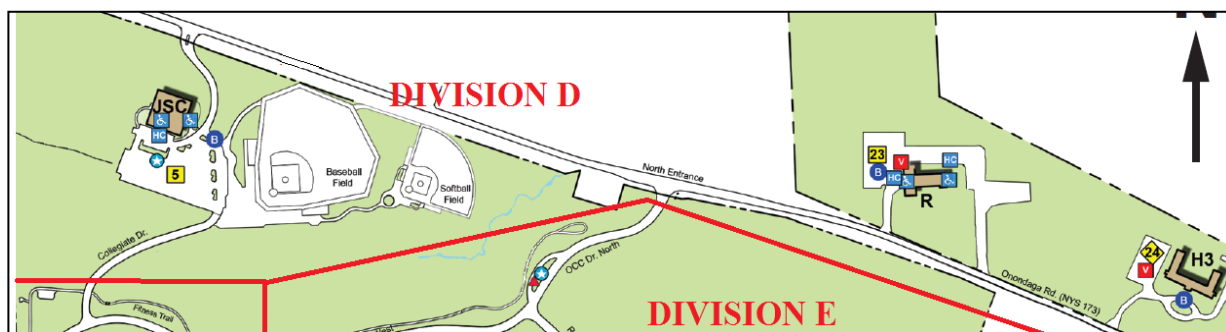 DIVISION D
JSC
HC
B
5
Baseball
Field
Softball
Field
North Entrance
23
V
HC
B
HC
R
24
H3
V
B
Onondaga Rd. (NYS 173)
Collegiate Dr.
OCC Dr. North
Fitness Trail
DIVISION E